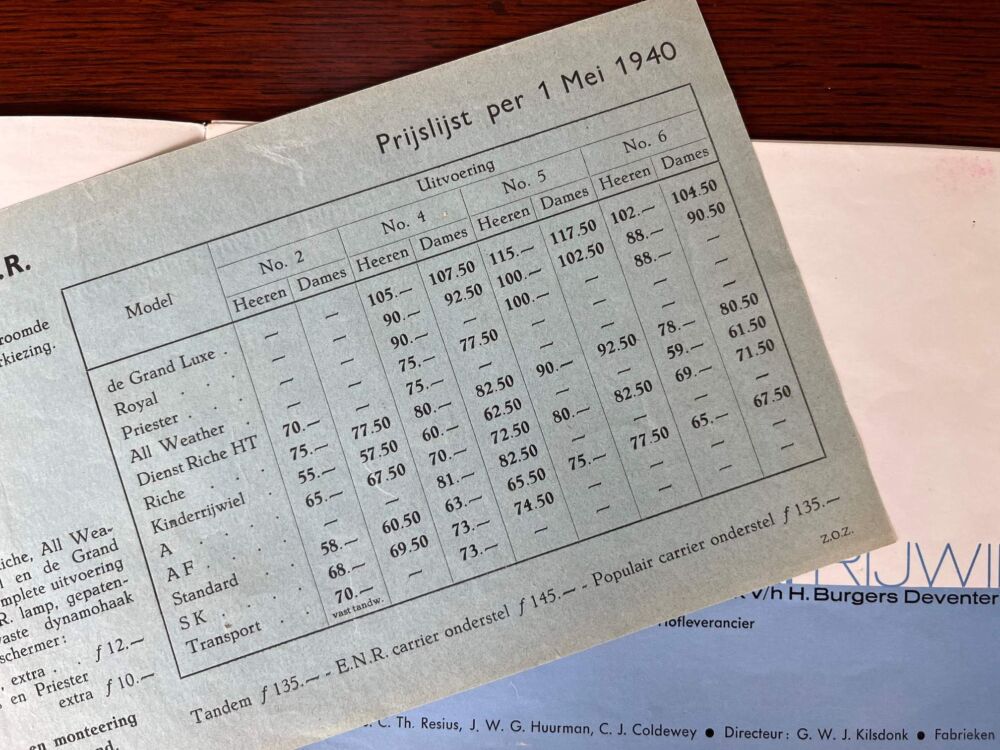 Prijslijst per 1 Mei 1940
Model
Uitvoering
No. 2 No. 4 No. 5 No. 6
Heeren Dames Heeren Dames Heeren Dames Heeren Dames
de Grand Luxe . — — 105.— 107.50 115.— 117.50 102.— 104.50
Royal . . . — — 90.— 92.50 100.— 102.50 88.— 90.50
Priester . . . — — 90.— — 100.— — 88.— —
All Weather . — — 75.— 77.50 — — — —
Dienst Riche HT 70.— — 75.— — — — — —
Riche . . . 75.— 77.50 80.— 82.50 90.— 92.50 78.— 80.50
Kinderrijwiel . 55.— 57.50 60.— 62.50 — — 59.— 61.50
A . . . . 65.— 67.50 70.— 72.50 80.— 82.50 69.— 71.50
A F . . . . — — 81.— 82.50 — — — —
Standard . . 58.— 60.50 63.— 65.50 75.— 77.50 65.— 67.50
S K . . . . 68.— 69.50 73.— 74.50 — — — —
Transport . . 70.— — 73.— — — — — —
vast tandw.
Tandem f 135.— - E.N.R. carrier onderstel f 145.— - Populair carrier onderstel f 135.—
z.o.z.
.R.
roomde
rkiezing.
iche, All Wea-
l en de Grand
mplete uitvoering
R. lamp, gepaten-
vaste dynamohaak
schermer:
, extra . . f 12.—
s en Priester
extra f 10.—
en monteering
nd.
RIJWI
v/h H. Burgers Deventer
Hofleverancier
C. Th. Resius, J. W. G. Huurman, C. J. Coldewey ● Directeur: G. W. J. Kilsdonk ● Fabrieken